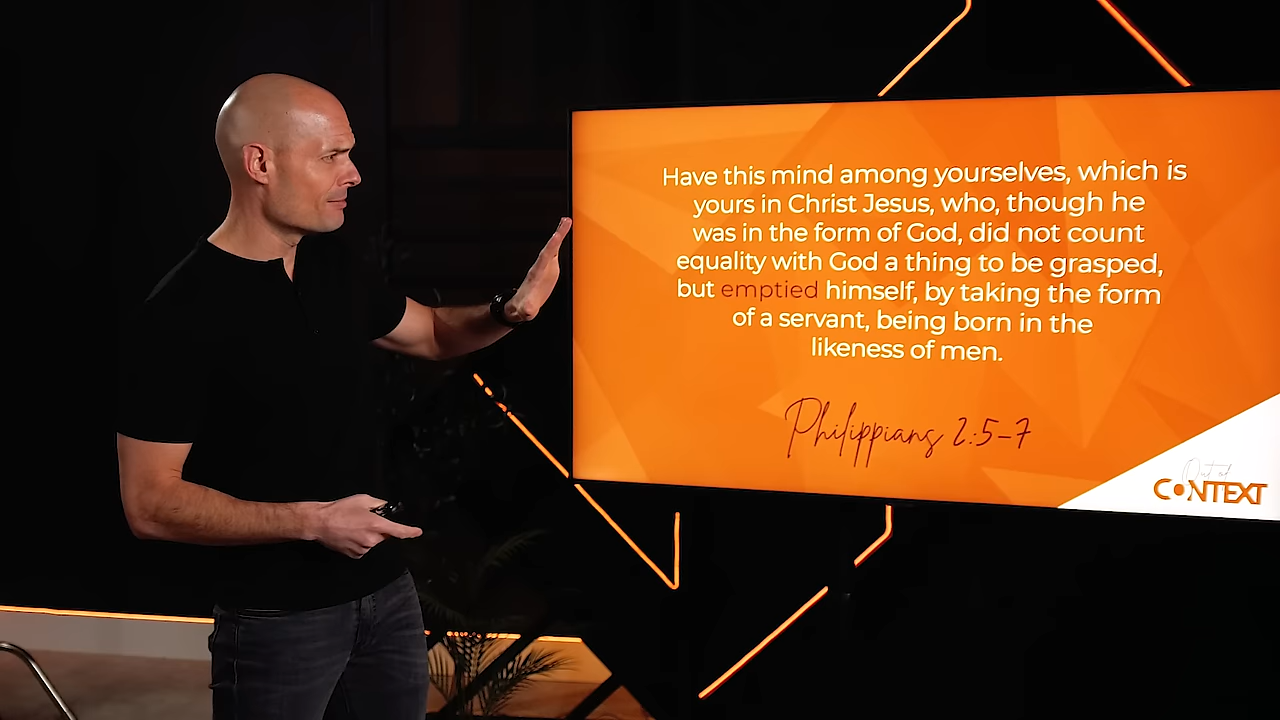 Have this mind among yourselves, which is
yours in Christ Jesus, who, though he
was in the form of God, did not count
equality with God a thing to be grasped,
but emptied himself, by taking the form
of a servant, being born in the
likeness of men.
Philippians 2:5-7
Out of
CONTEXT